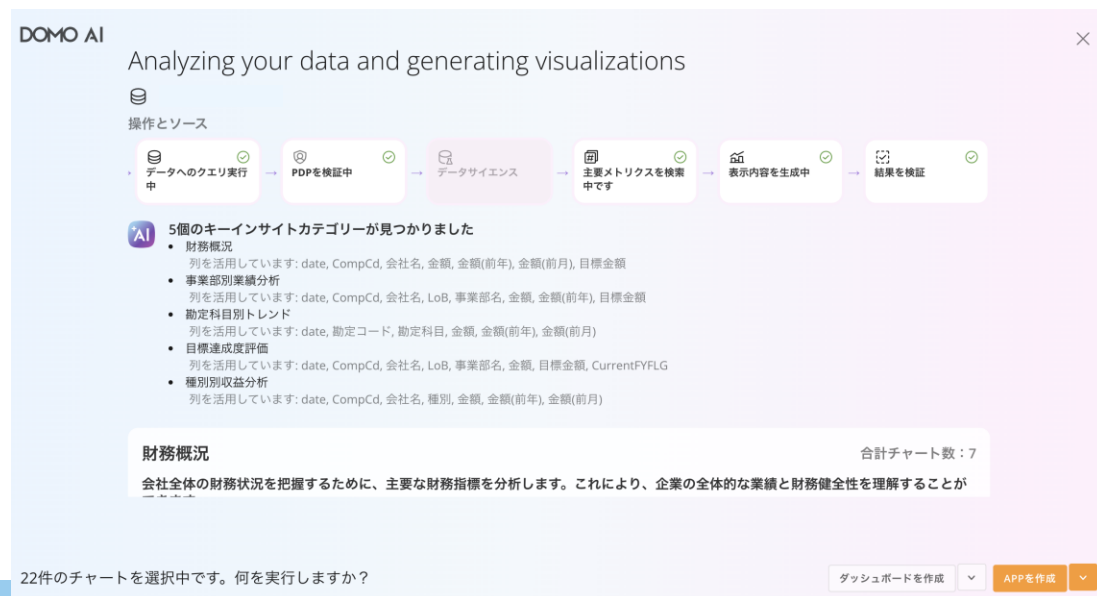 DOMO AI
Analyzing your data and generating visualizations
操作とソース
データへのクエリ実行
中
PDPを検証中
データサイエンス
主要メトリクスを検索
中です
表示内容を生成中
結果を検証
AI
5個のキーインサイトカテゴリーが見つかりました
• 財務概況
列を活用しています: date, CompCd, 会社名, 金額, 金額(前年), 金額(前月), 目標金額
• 事業部別業績分析
列を活用しています: date, CompCd, 会社名, LoB, 事業部名, 金額, 金額(前年), 目標金額
• 勘定科目別トレンド
列を活用しています: date, 勘定コード, 勘定科目, 金額, 金額(前年), 金額(前月)
• 目標達成度評価
列を活用しています: date, CompCd, 会社名, LoB, 事業部名, 金額, 目標金額, CurrentFYFLG
• 種別別収益分析
列を活用しています: date, CompCd, 会社名, 種別, 金額, 金額(前年), 金額(前月)
財務概況
合計チャート数：7
会社全体の財務状況を把握するために、主要な財務指標を分析します。これにより、企業の全体的な業績と財務健全性を理解することが
22件のチャートを選択中です。何を実行しますか？
ダッシュボードを作成
APPを作成